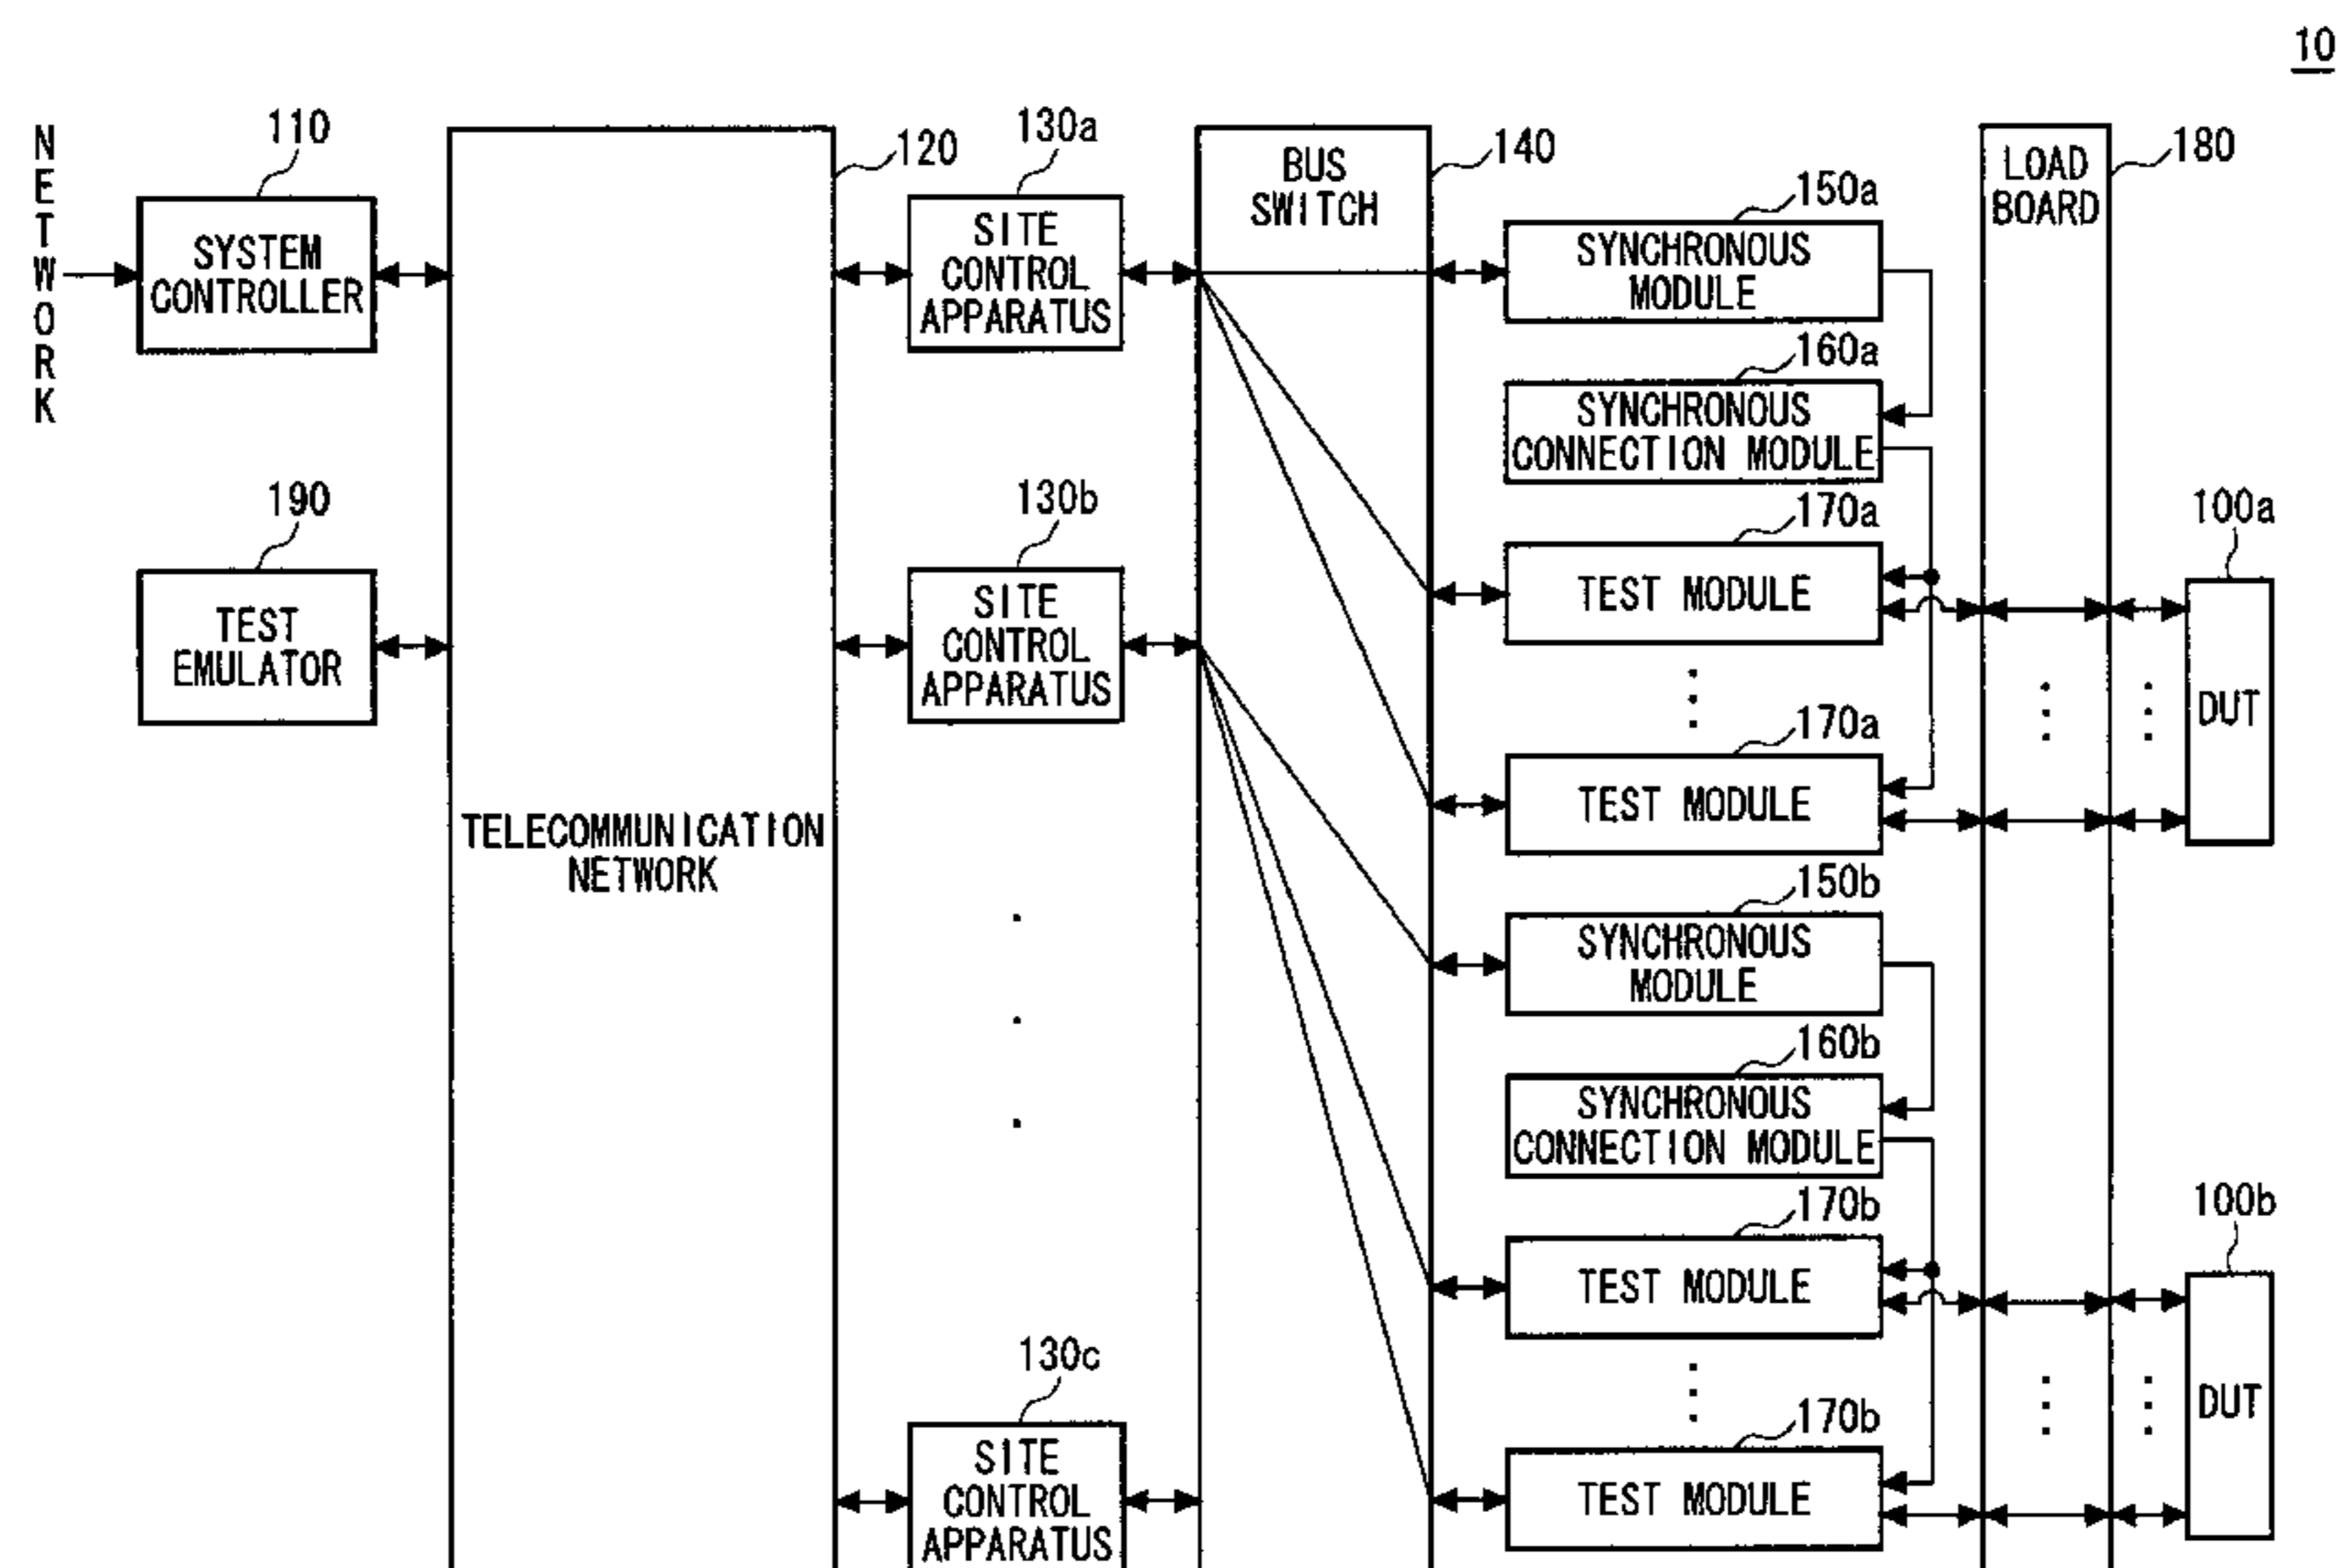 10
NETWORK
110
SYSTEM
CONTROLLER
190
TEST
EMULATOR
120
TELECOMMUNICATION
NETWORK
130a
SITE
CONTROL
APPARATUS
130b
SITE
CONTROL
APPARATUS
130c
SITE
CONTROL
APPARATUS
140
BUS
SWITCH
150a
SYNCHRONOUS
MODULE
160a
SYNCHRONOUS
CONNECTION MODULE
170a
TEST MODULE
170a
TEST MODULE
150b
SYNCHRONOUS
MODULE
160b
SYNCHRONOUS
CONNECTION MODULE
170b
TEST MODULE
170b
TEST MODULE
180
LOAD
BOARD
100a
DUT
100b
DUT